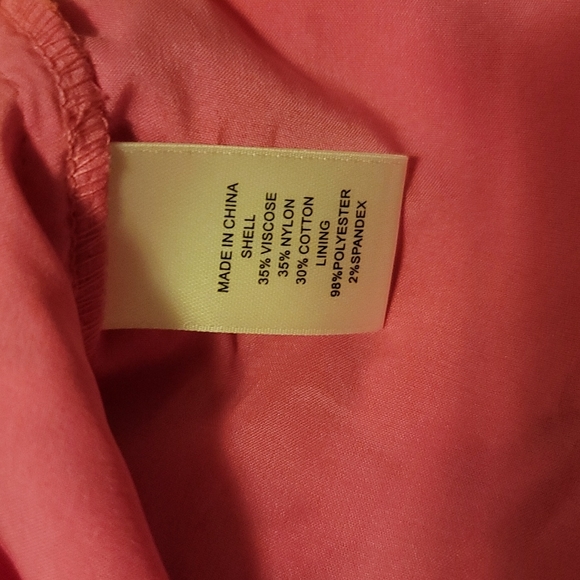 MADE IN CHINA
SHELL
35% VISCOSE
35% NYLON
30% COTTON
LINING
98%POLYESTER
2%SPANDEX